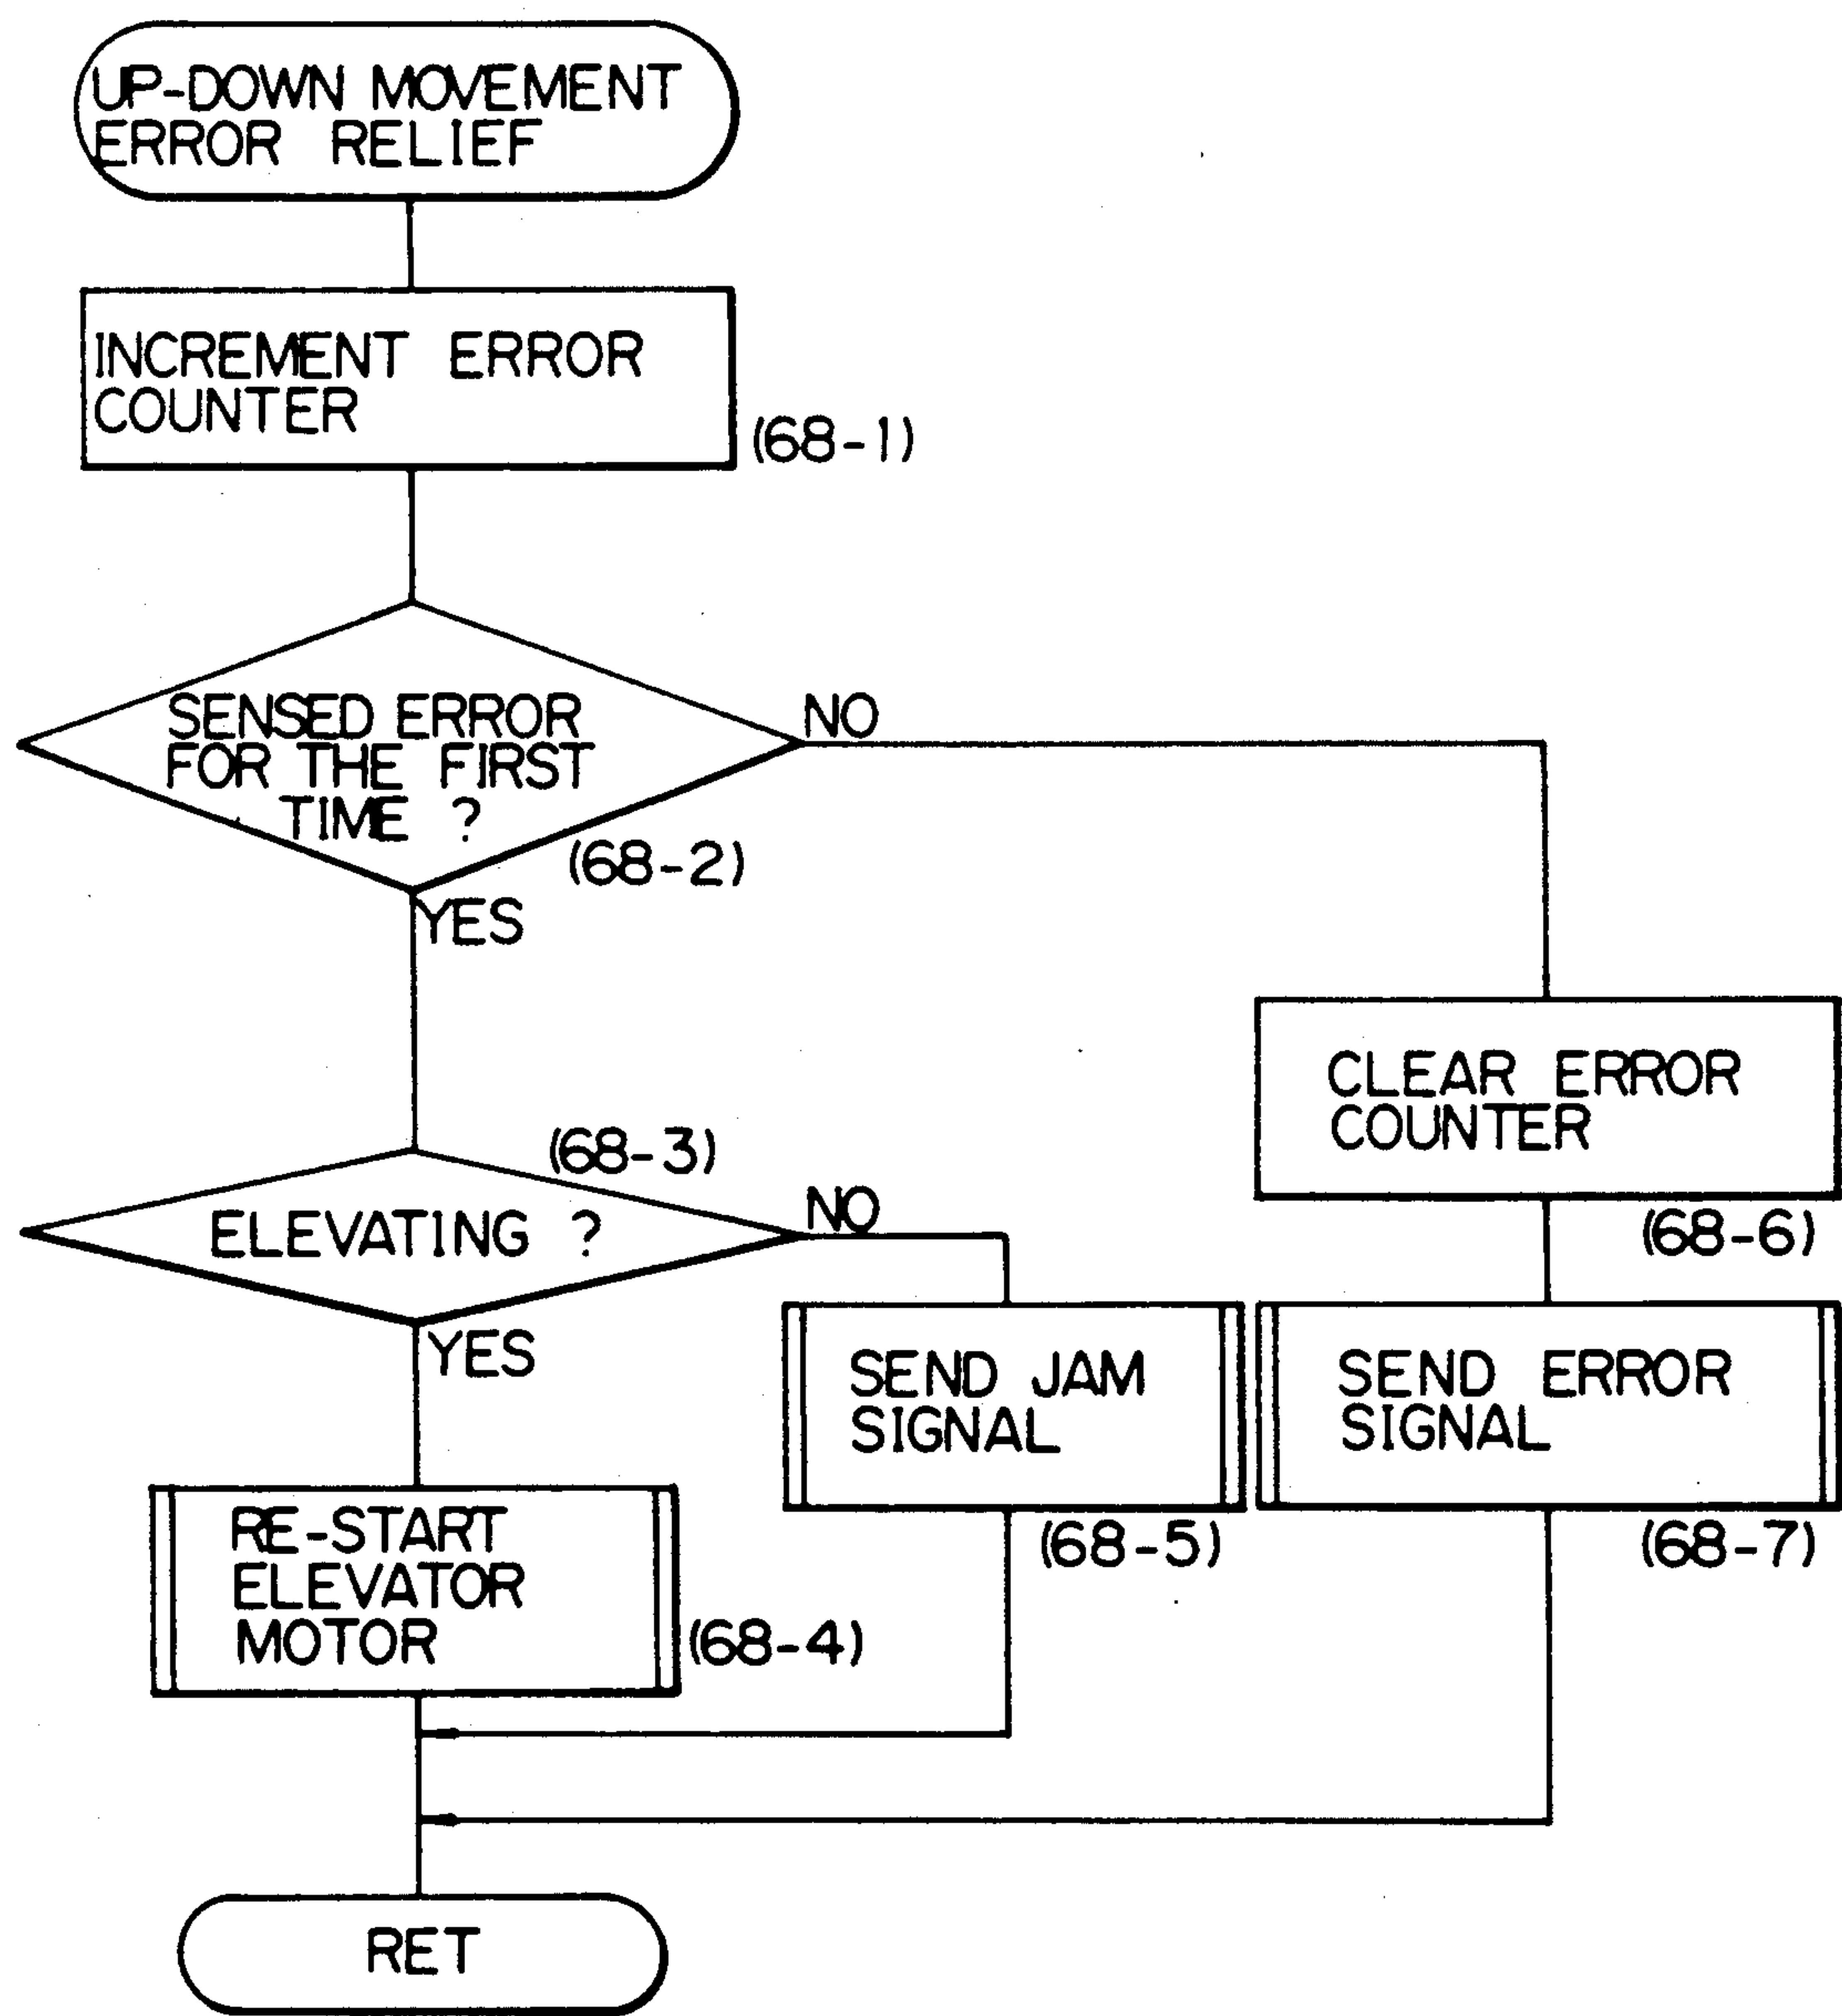 UP-DOWN MOVEMENT
ERROR RELIEF
INCREMENT ERROR
COUNTER
(68-1)
SENSED ERROR
FOR THE FIRST
TIME ?
(68-2)
NO
YES
(68-3)
ELEVATING ?
NO
YES
CLEAR ERROR
COUNTER
(68-6)
SEND JAM
SIGNAL
(68-5)
SEND ERROR
SIGNAL
(68-7)
RE-START
ELEVATOR
MOTOR
(68-4)
RET